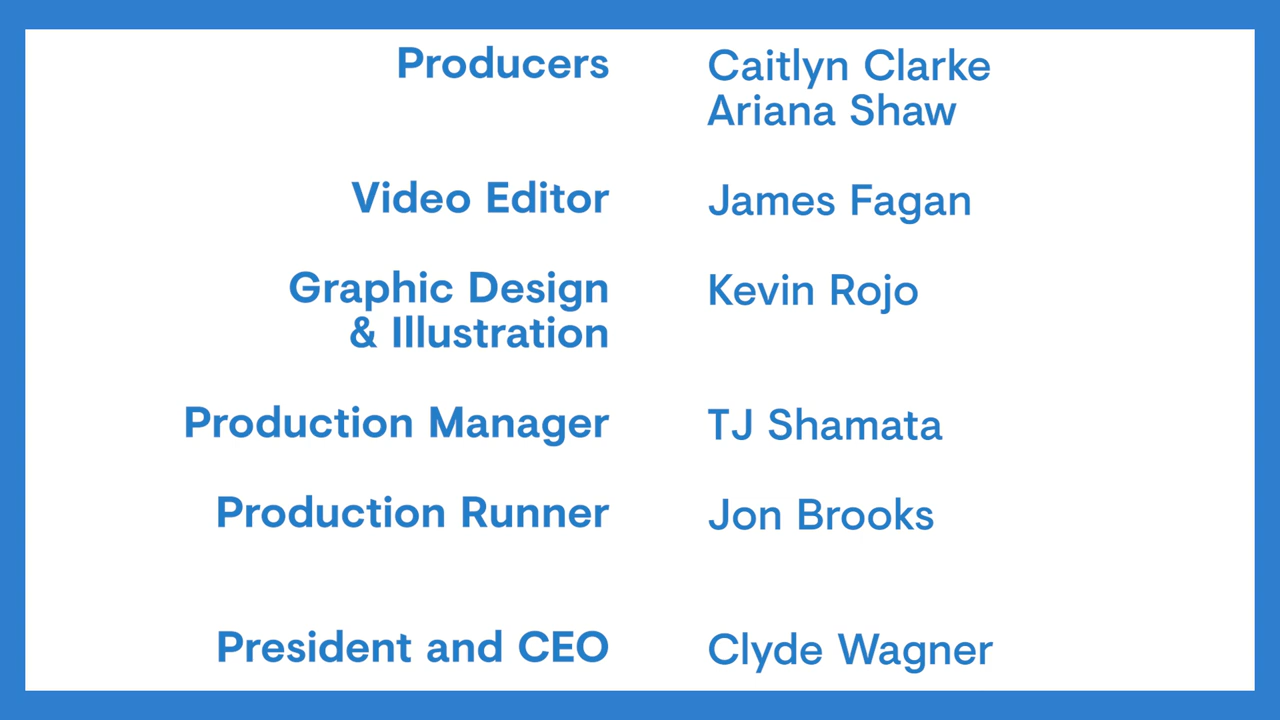 Producers Caitlyn Clarke
Ariana Shaw
Video Editor James Fagan
Graphic Design Kevin Rojo
& Illustration
Production Manager TJ Shamata
Production Runner Jon Brooks
President and CEO Clyde Wagner